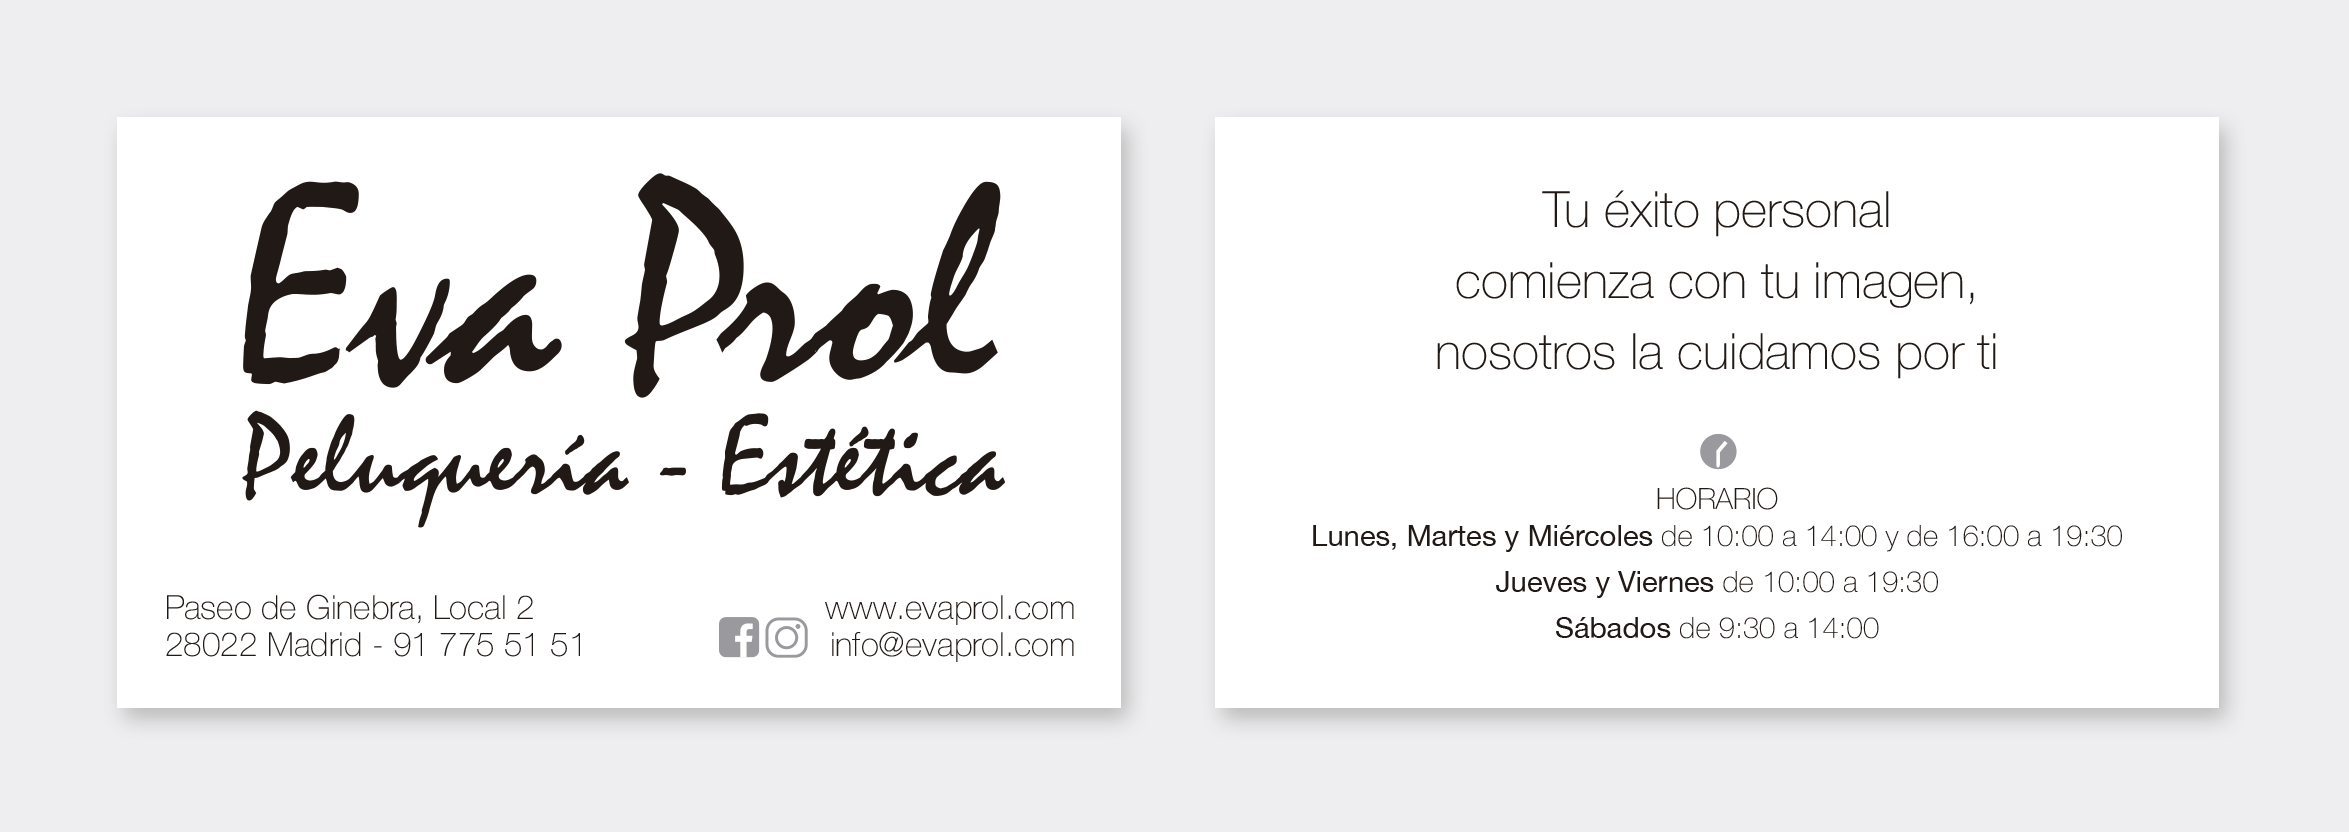 Eva Prol
Peluquería - Estética
Paseo de Ginebra, Local 2
28022 Madrid - 91 775 51 51
www.evaprol.com
info@evaprol.com
Tu éxito personal
comienza con tu imagen,
nosotros la cuidamos por ti
HORARIO
Lunes, Martes y Miércoles de 10:00 a 14:00 y de 16:00 a 19:30
Jueves y Viernes de 10:00 a 19:30
Sábados de 9:30 a 14:00